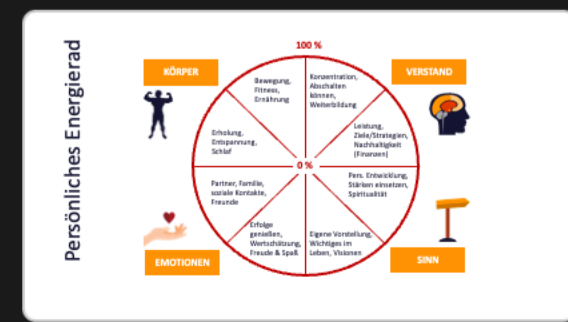 Persönliches Energierad
100 %
KÖRPER
VERSTAND
Bewegung,
Fitness,
Ernährung
Konzentration,
Abschalten
können,
Weiterbildung
Erholung,
Entspannung,
Schlaf
Leistung,
Ziele/Strategien,
Nachhaltigkeit
(Finanzen)
0 %
Partner, Familie,
soziale Kontakte,
Freunde
Pers. Entwicklung,
Stärken einsetzen,
Spiritualität
Erfolge
genießen,
Wertschätzung,
Freude & Spaß
Eigene Vorstellung,
Wichtiges im
Leben, Visionen
EMOTIONEN
SINN